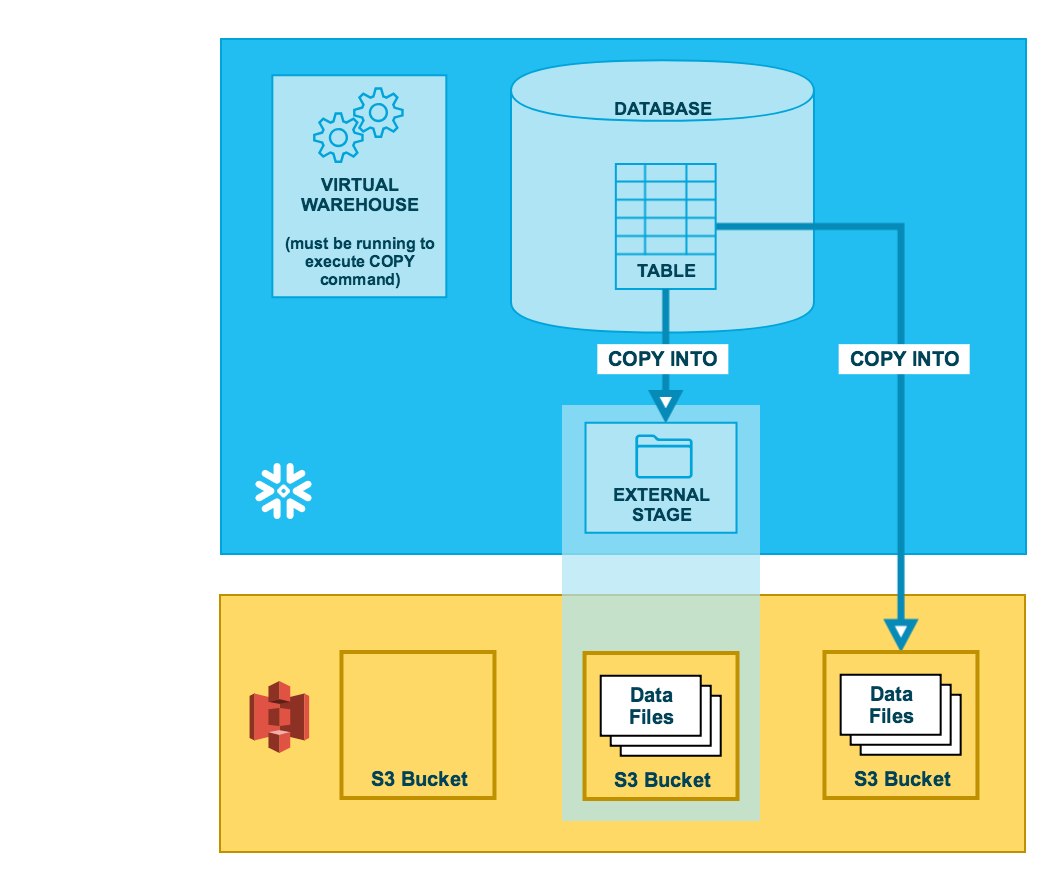 DATABASE
VIRTUAL
WAREHOUSE
(must be running to
execute COPY
command)
TABLE
COPY INTO
COPY INTO
EXTERNAL
STAGE
Data
Files
Data
Files
S3 Bucket
S3 Bucket
S3 Bucket